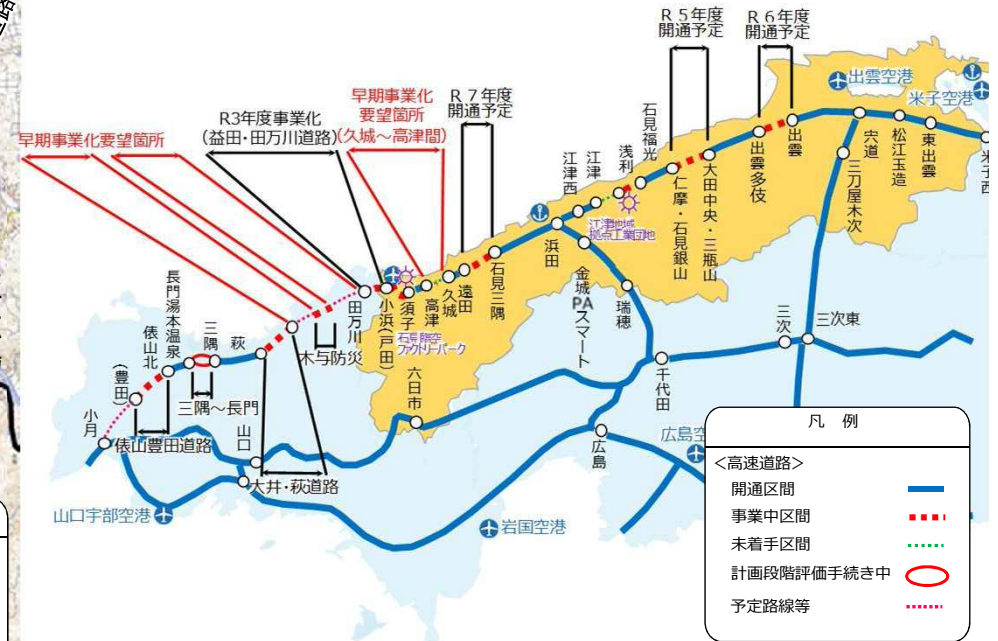 R5年度
開通予定
R6年度
開通予定
早期事業化
要望箇所
(久城~高津間)
R7年度
開通予定
R3年度事業化
(益田・田万川道路)
早期事業化要望箇所
出雲空港
米子空港
石見福光
浅利
江津
江津西
出雲多伎
出雲
宍道
松江玉造
東出雲
米子西
三刀屋木次
大田中央・三瓶山
仁摩・石見銀山
江津地域
拠点工業団地
浜田
石見三隅
遠田
久城
高津
須子
小浜(戸田)
田万川
石見臨空
ファクトリーパーク
金城PAスマート
瑞穂
三次
三次東
千代田
木与防災
長門湯本温泉
俵山北
三隅
萩
(豊田)
小月
三隅~長門
俵山豊田道路
山口
大井・萩道路
六日市
広島
広島空
山口宇部空港
岩国空港
凡 例
<高速道路>
開通区間
事業中区間
未着手区間
計画段階評価手続き中
予定路線等